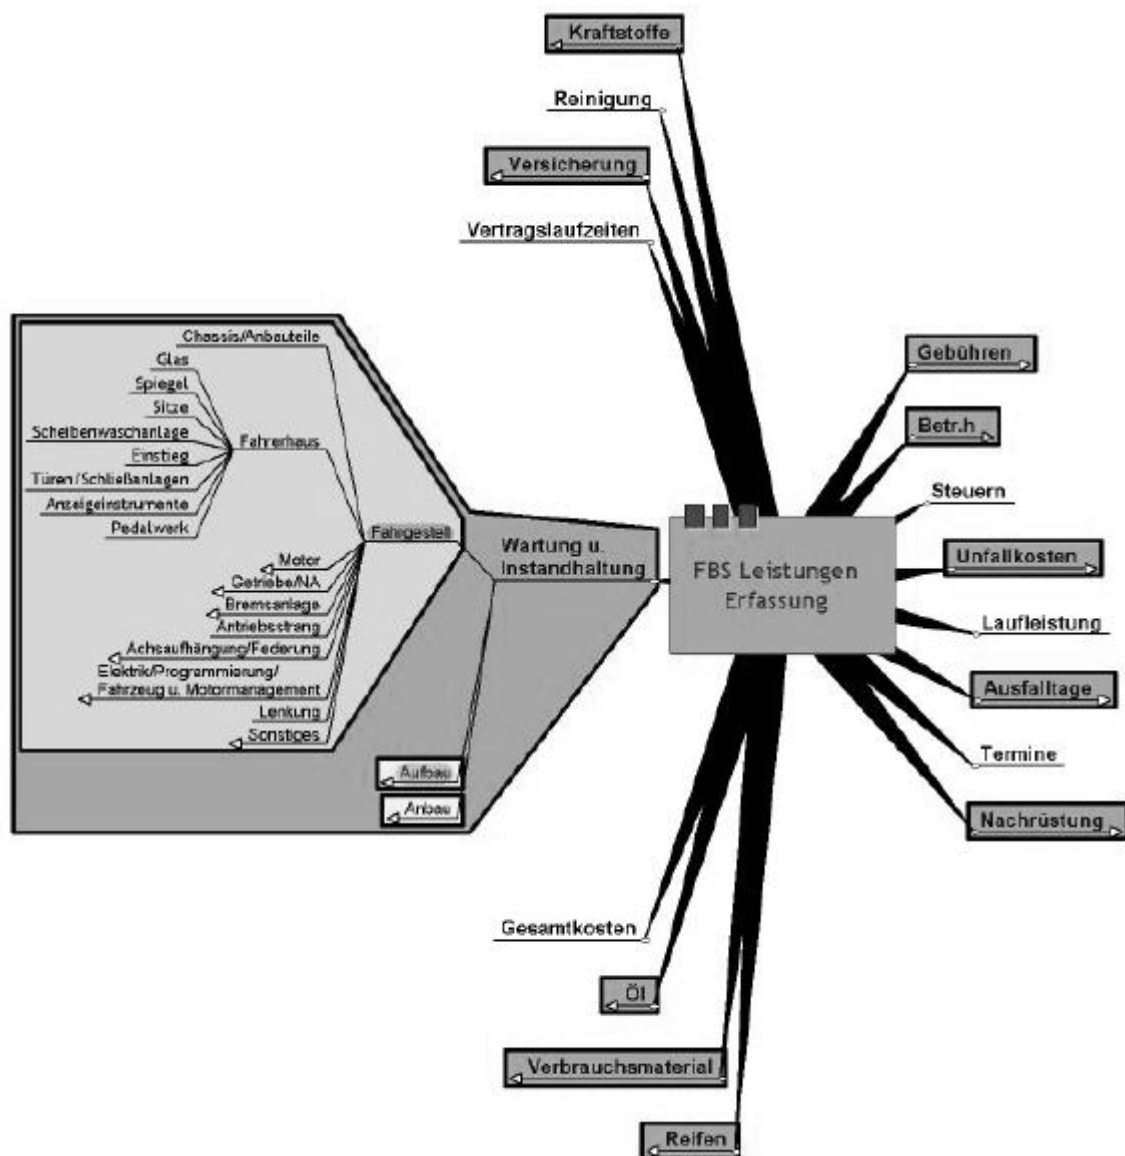 Kraftstoffe
Reinigung
Versicherung
Vertragslaufzeiten
Chassis/Anbauteile
Glas
Spiegel
Sitze
Scheibenwaschanlage
Einstieg
Türen/Schließanlagen
Anzeigeinstrumente
Pedalwerk
Fahrerhaus
Fahrgestell
Motor
Getriebe/NA
Bremsanlage
Antriebsstrang
Achsaufhängung/Federung
Elektrik/Programmierung/
Fahrzeug u. Motormanagement
Lenkung
Sonstiges
Wartung u.
Instandhaltung
Aufbau
Anbau
FBS Leistungen
Erfassung
Gebühren
Betr.h
Steuern
Unfallkosten
Laufleistung
Ausfalltage
Termine
Nachrüstung
Gesamtkosten
Öl
Verbrauchsmaterial
Reifen